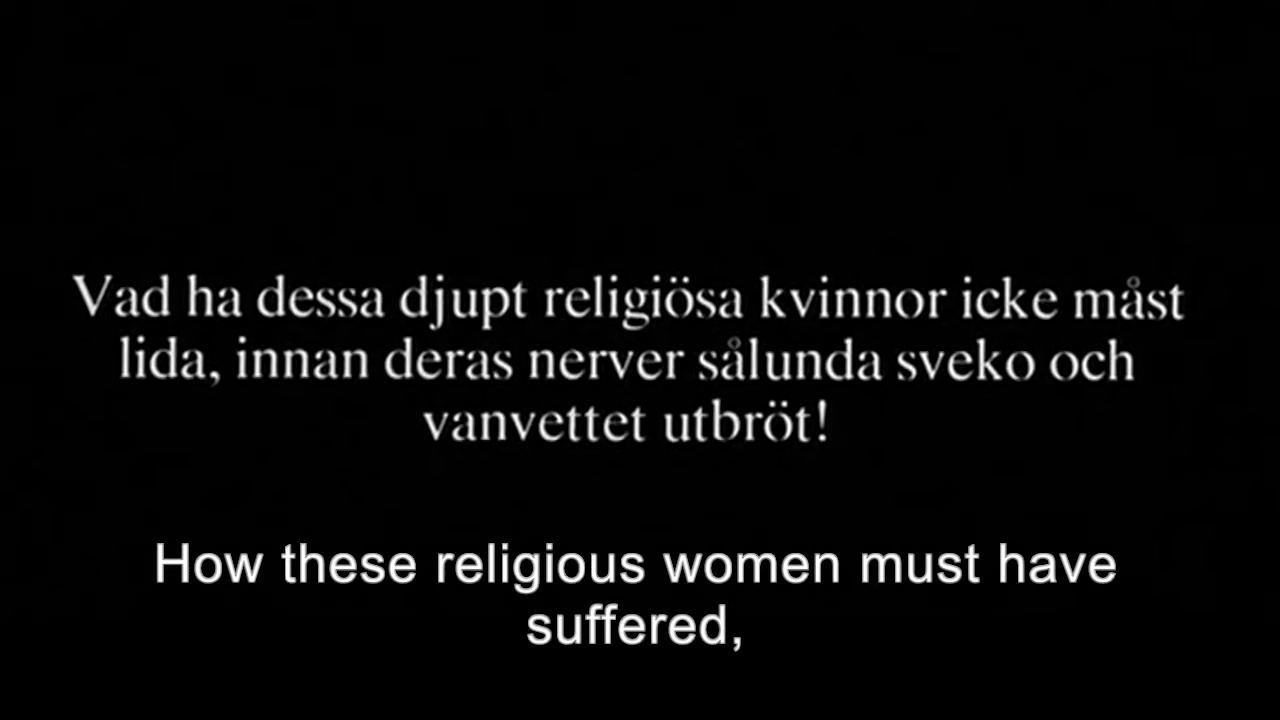 Vad ha dessa djupt religiösa kvinnor icke måst
lida, innan deras nerver sålunda sveko och
vanvettet utbröt!
How these religious women must have
suffered,